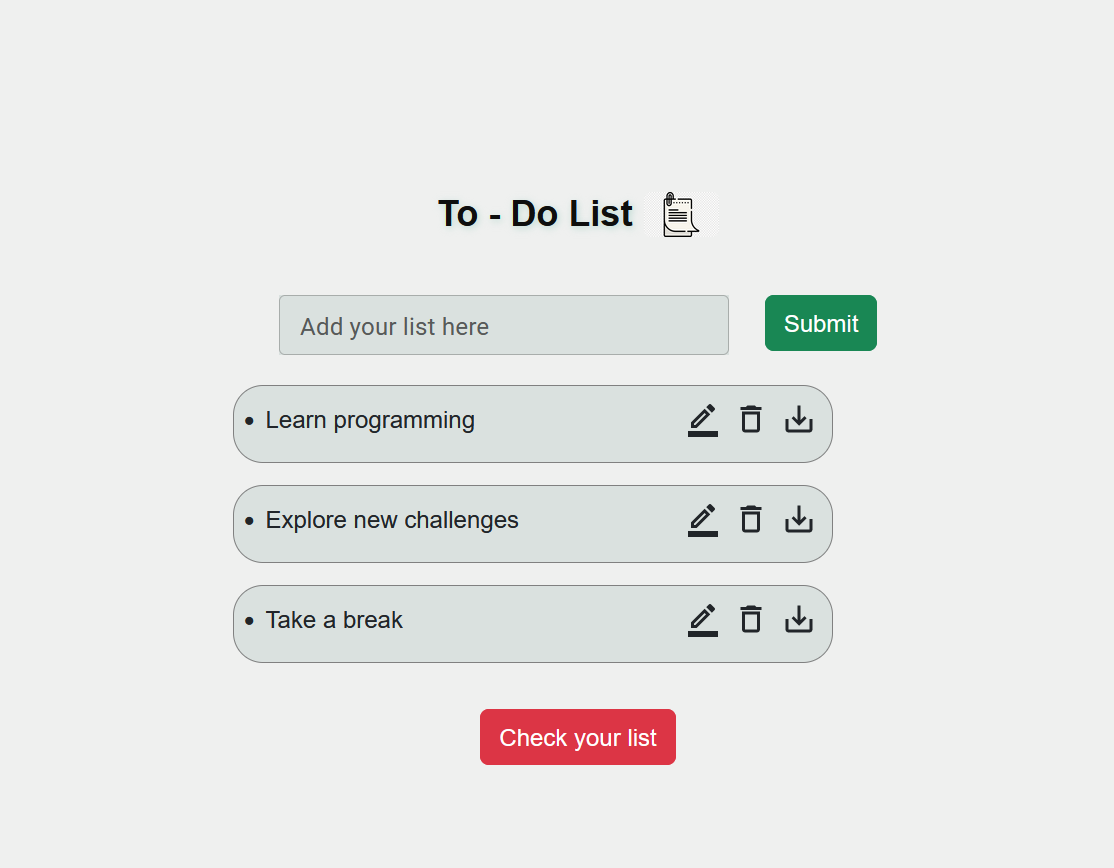 To - Do List
Add your list here
Submit
• Learn programming
• Explore new challenges
• Take a break
Check your list